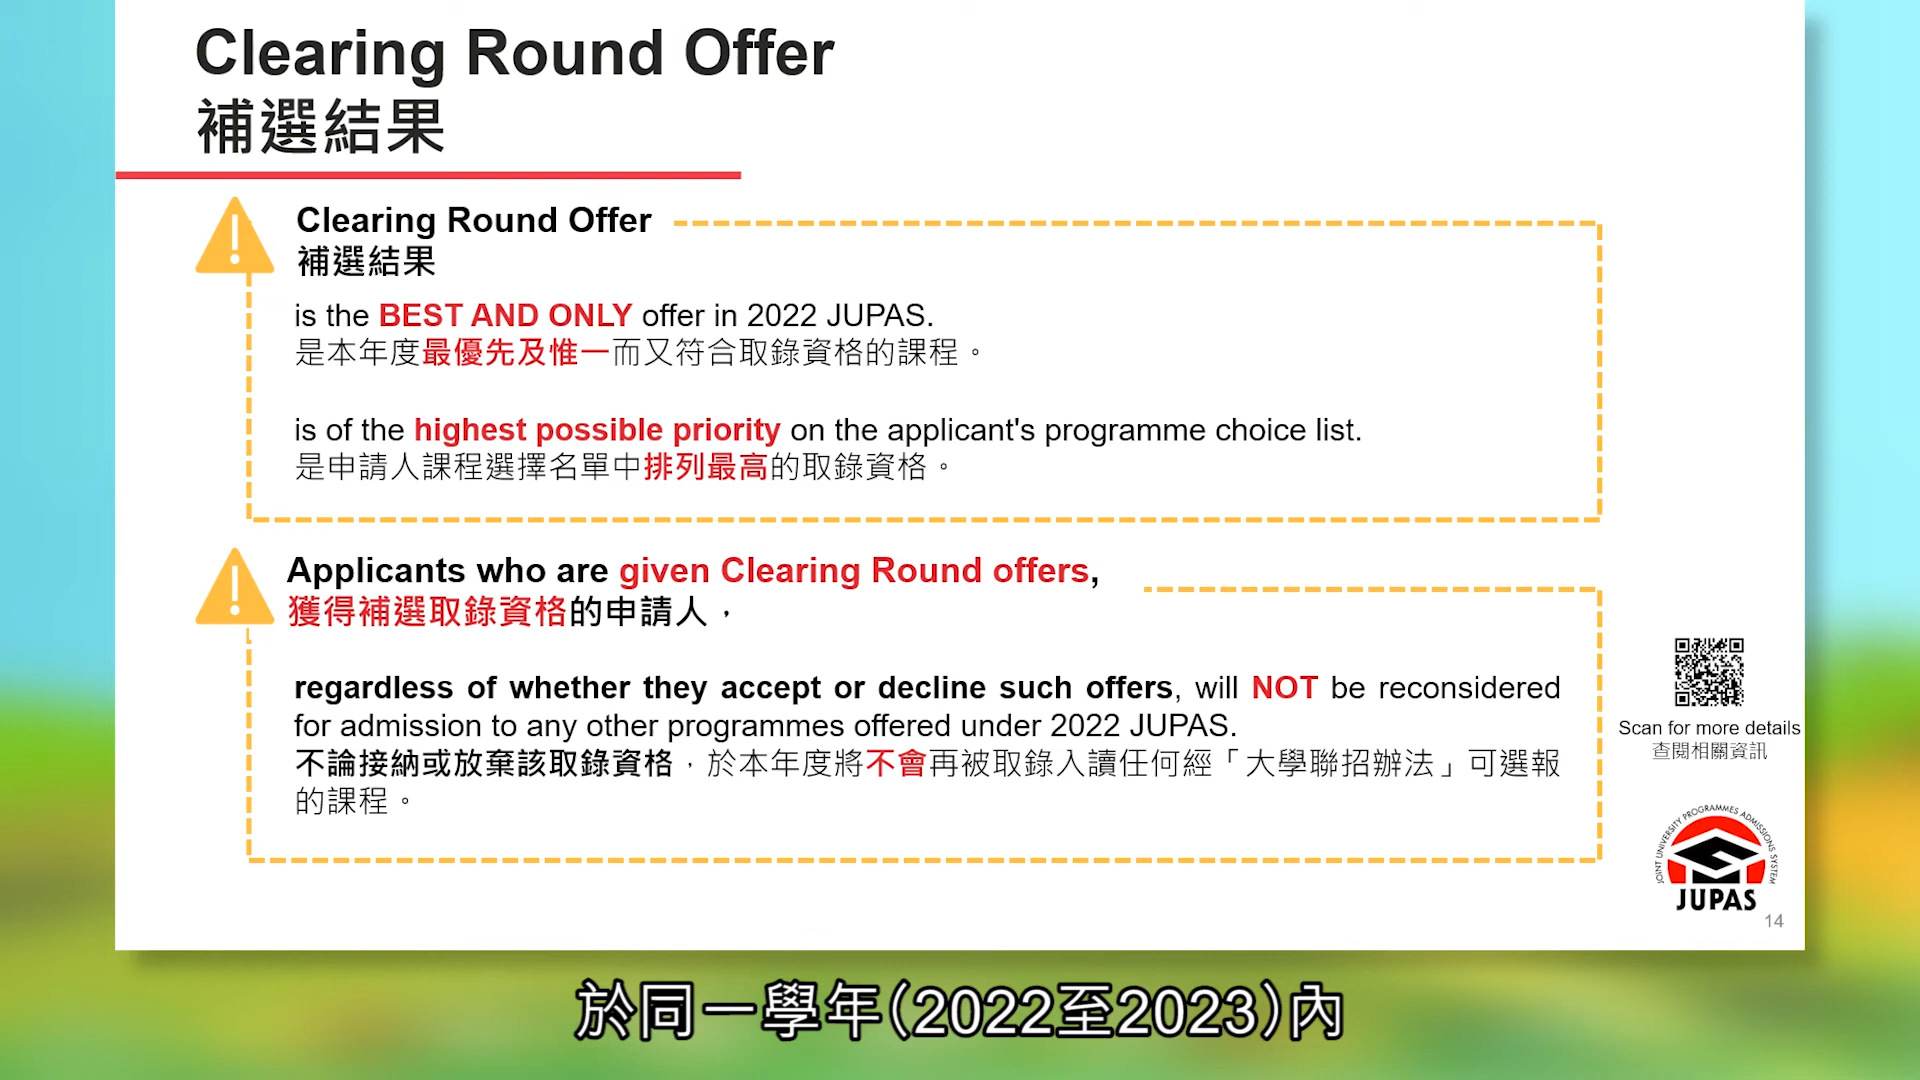 Clearing Round Offer
補選結果
Clearing Round Offer
補選結果
is the BEST AND ONLY offer in 2022 JUPAS.
是本年度最優先及惟一而又符合取錄資格的課程。
is of the highest possible priority on the applicant's programme choice list.
是申請人課程選擇名單中排列最高的取錄資格。
Applicants who are given Clearing Round offers,
獲得補選取錄資格的申請人，
regardless of whether they accept or decline such offers, will NOT be reconsidered
for admission to any other programmes offered under 2022 JUPAS.
不論接納或放棄該取錄資格，於本年度將不會再被取錄入讀任何經「大學聯招辦法」可選報
的課程。
Scan for more details
查閱相關資訊
JOINT UNIVERSITY PROGRAMMES ADMISSIONS SYSTEM
JUPAS
14
於同一學年(2022至2023)內